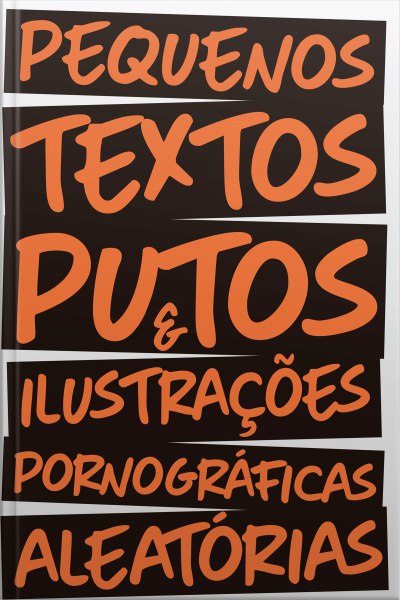 PEQUENOS
TEXTOS
PUTOS
&
ILUSTRAÇÕES
PORNOGRÁFICAS
ALEATÓRIAS